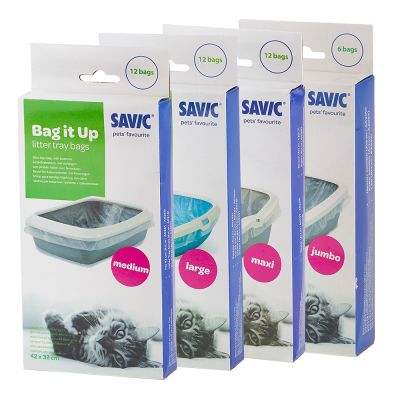 12 bags
12 bags
12 bags
6 bags
SAVIC®
pets' favourite
SAVIC®
pets' favourite
SAVIC®
pets' favourite
SAVIC®
pets' favourite
Bag it Up
litter tray bags
medium
large
maxi
jumbo
42 x 32 cm